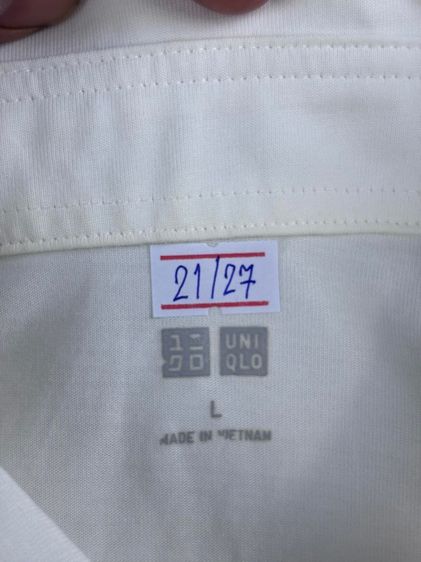 21/27
ユニ UNI
クロ QLO
L
MADE IN VIETNAM